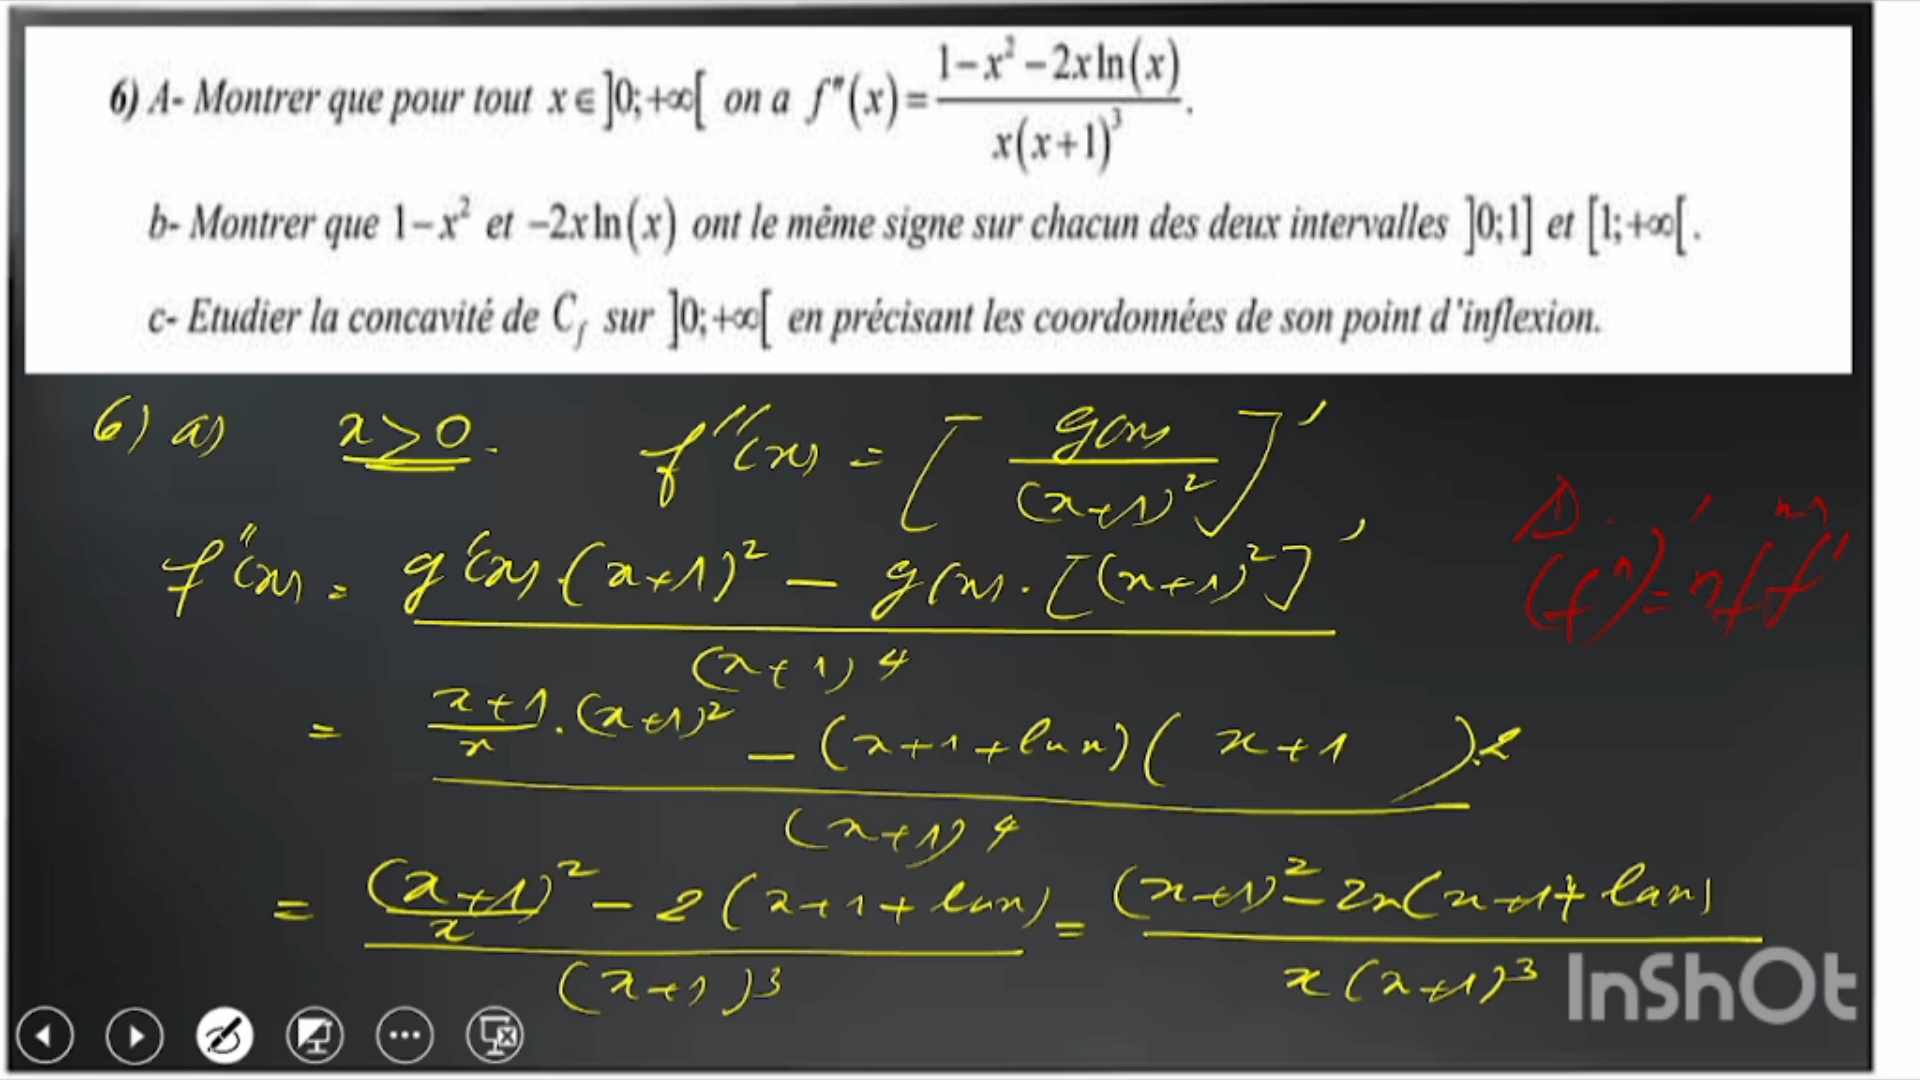 6) A- Montrer que pour tout x ∈ ]0;+∞[ on a f''(x) = (1-x² - 2x ln(x)) / (x(x+1)³).
b- Montrer que 1-x² et -2x ln(x) ont le même signe sur chacun des deux intervalles ]0;1] et [1;+∞[.
c- Etudier la concavité de C_f sur ]0;+∞[ en précisant les coordonnées de son point d'inflexion.
6) a) x>0. f''(x) = [g(x) / (x+1)²]'
f''(x) = (g'(x).(x+1)² - g(x).[(x+1)²]') / (x+1)⁴
(fⁿ)' = n f f'
= ((x+1)/x .(x+1)² - (x+1+ln x)(x+1).2) / (x+1)⁴
= ((x+1)²/x - 2(x+1+ln x)) / (x+1)³ = ((x+1)² - 2x(x+1+ln x)) / (x(x+1)³
InShOt